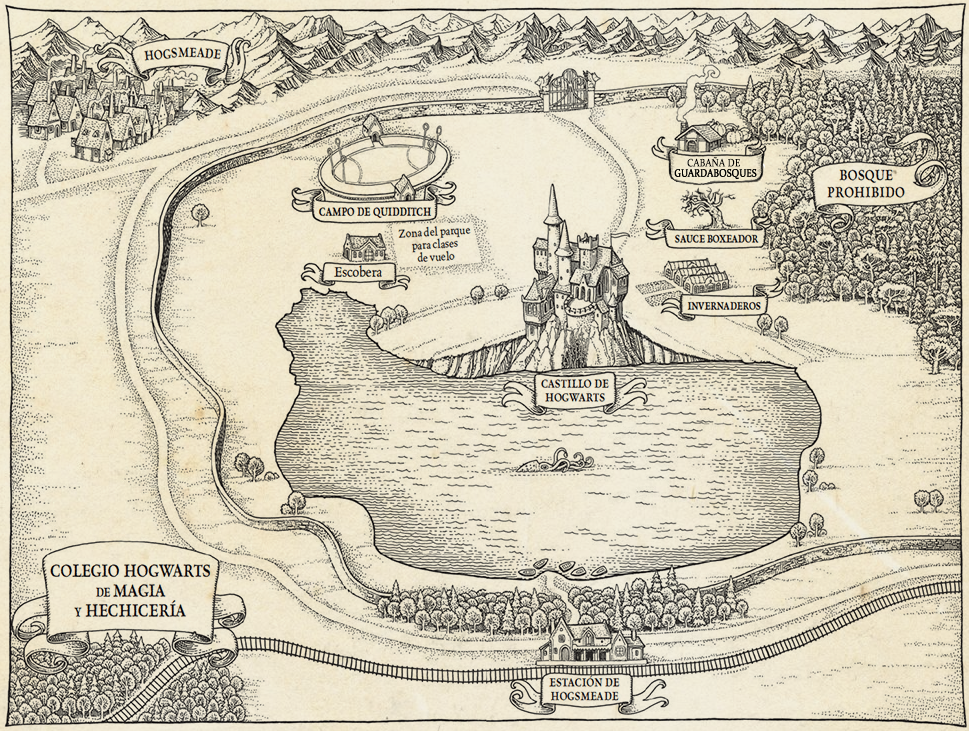 HOGSMEADE
CABAÑA DE
GUARDABOSQUES
BOSQUE
PROHIBIDO
CAMPO DE QUIDDITCH
Zona del parque
para clases
de vuelo
SAUCE BOXEADOR
Escobera
INVERNADEROS
CASTILLO DE
HOGWARTS
COLEGIO HOGWARTS
DE MAGIA
Y HECHICERÍA
ESTACIÓN DE
HOGSMEADE